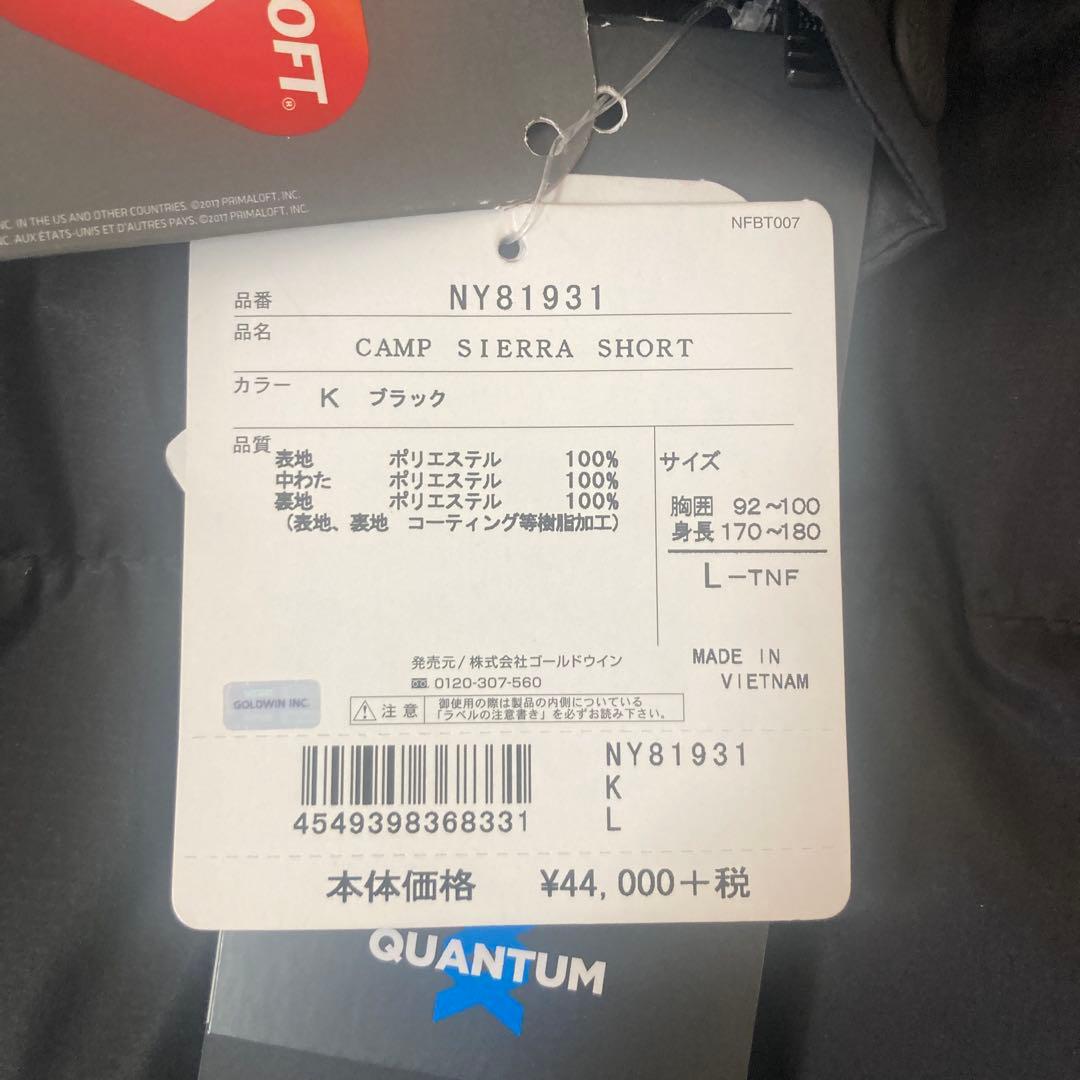 OFT®
NC. IN THE US AND OTHER COUNTRIES. ©2017 PRIMALOFT, INC.
NC. AUX ÉTATS-UNIS ET D'AUTRES PAYS. ©2017 PRIMALOFT, INC.
NFBT007
品番 NY81931
品名
CAMP SIERRA SHORT
カラー K ブラック
品質
表地 ポリエステル 100%
中わた ポリエステル 100%
裏地 ポリエステル 100%
(表地、裏地 コーティング等樹脂加工)
サイズ
胸囲 92~100
身長 170~180
L-TNF
発売元/株式会社ゴールドウイン
0120-307-560
MADE IN
VIETNAM
GOLDWIN INC.
注意
御使用の際は製品の内側についている
「ラベルの注意書き」を必ずお読み下さい。
4549398368331
NY81931
K
L
本体価格 ¥44,000+税
QUANTUM